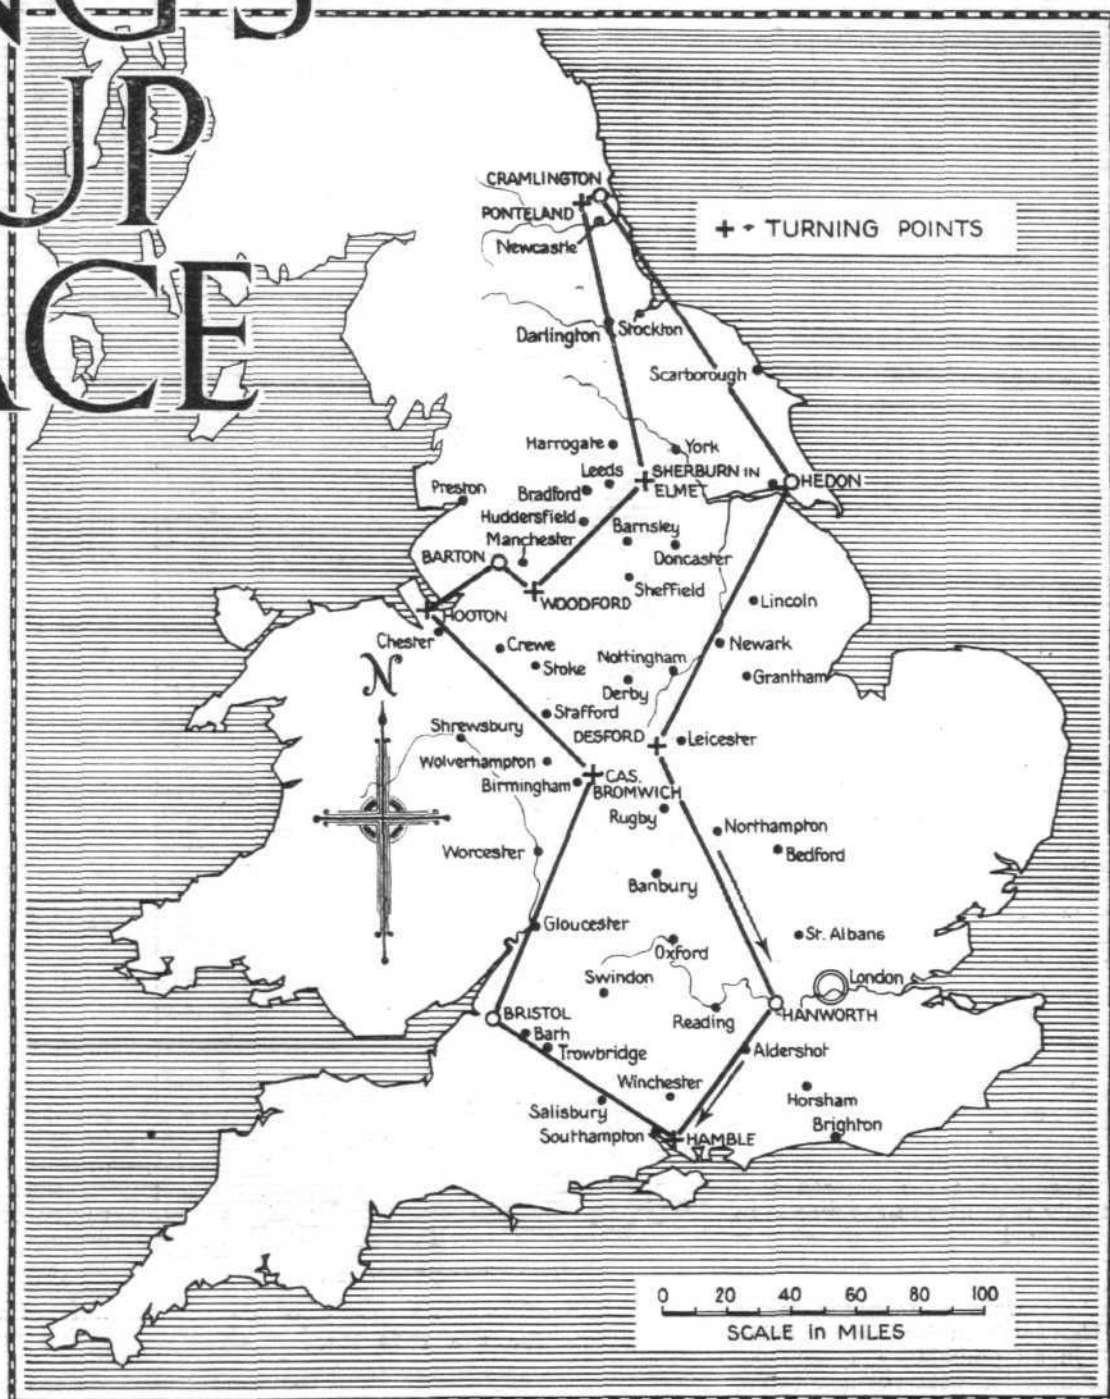 NGS
UP
ACE
CRAMLINGTON
PONTELAND
Newcastle
+ - TURNING POINTS
Darlington
Stockton
Scarborough
Harrogate
York
Leeds
SHERBURN IN
ELMET
HEDON
Preston
Bradford
Huddersfield
Manchester
Barnsley
BARTON
Doncaster
Sheffield
WOODFORD
Lincoln
HOOTON
Chester
Crewe
Newark
Stoke
Nottingham
Grantham
Derby
N
Stafford
Shrewsbury
DESFORD
Leicester
Wolverhampton
CAS.
BROMWICH
Birmingham
Rugby
Northampton
Worcester
Bedford
Banbury
Gloucester
St. Albans
Oxford
Swindon
London
BRISTOL
Reading
HANWORTH
Barh
Trowbridge
Aldershot
Winchester
Horsham
Salisbury
Brighton
Southampton
HAMBLE
0 20 40 60 80 100
SCALE in MILES